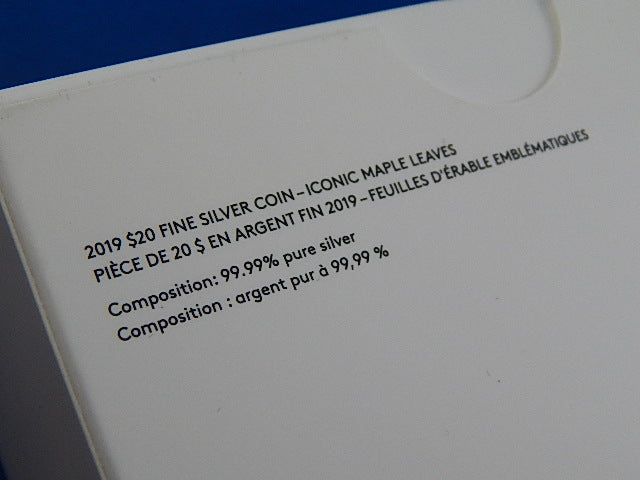 2019 $20 FINE SILVER COIN – ICONIC MAPLE LEAVES
PIÈCE DE 20 $ EN ARGENT FIN 2019 – FEUILLES D'ÉRABLE EMBLÉMATIQUES
Composition: 99.99% pure silver
Composition : argent pur à 99,99 %